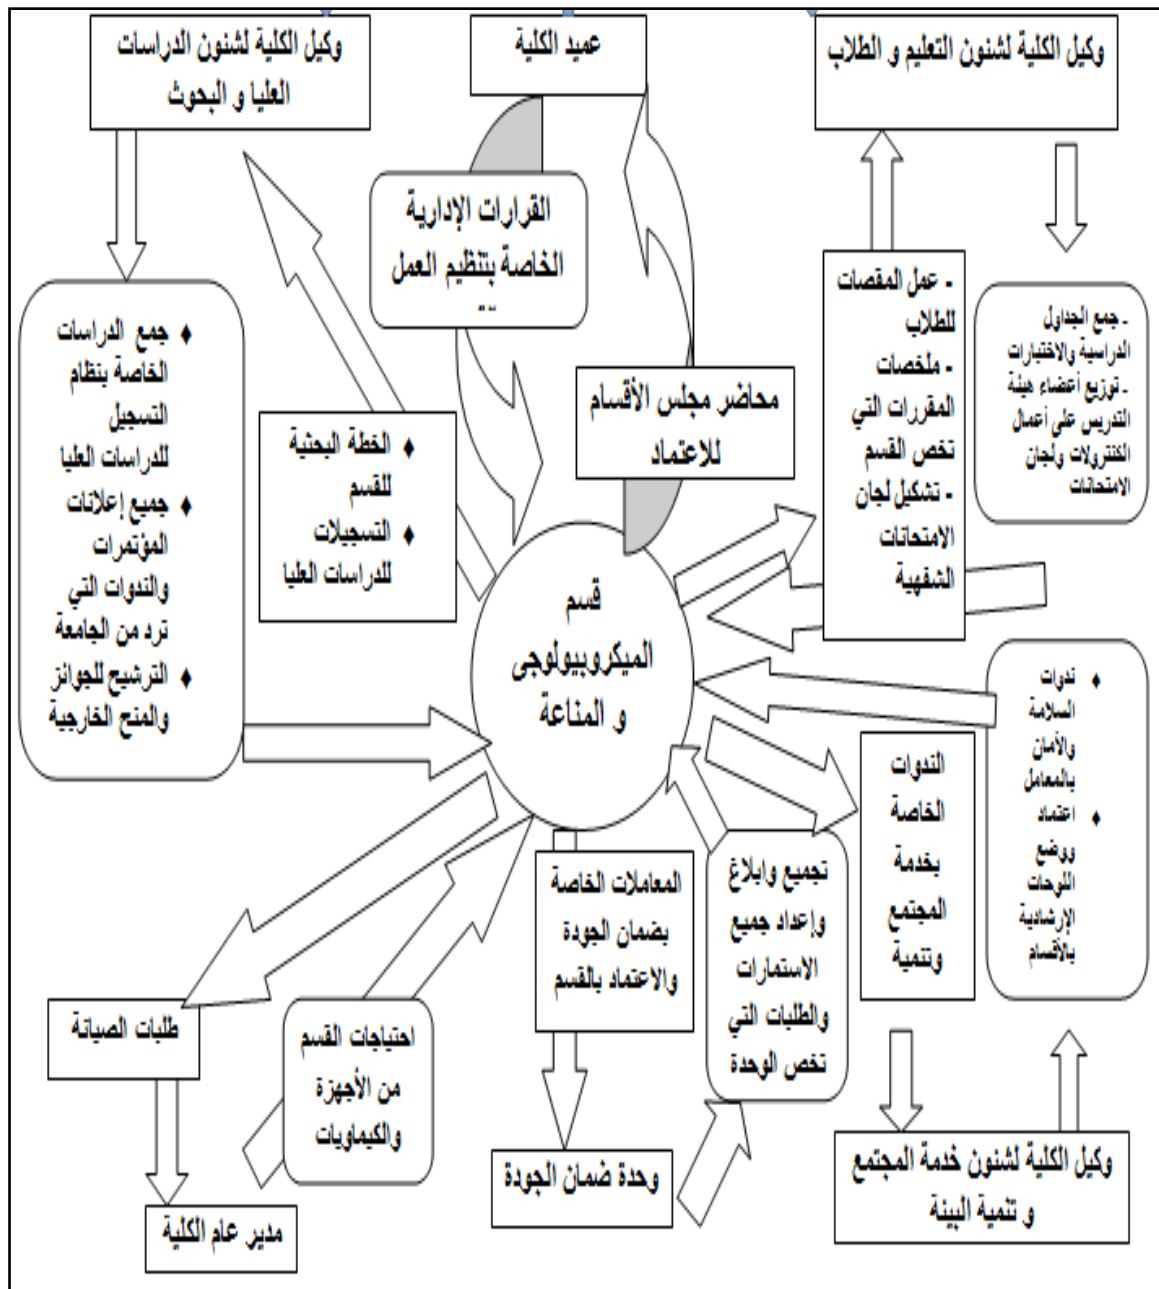 وكيل الكلية لشئون التعليم و الطلاب
عميد الكلية
وكيل الكلية لشئون الدراسات
العليا و البحوث
القرارات الإدارية
الخاصة بتنظيم العمل
--
محاضر مجلس الأقسام
للاعتماد
- عمل المقصات
للطلاب
- ملخصات
المقررات التي
تخص القسم
- تشكيل لجان
الامتحانات
الشفهية
- جمع الجداول
الدراسية والاختبارات
- توزيع أعضاء هيئة
التدريس على أعمال
الكنترولات ولجان
الامتحانات
♦ جمع الدراسات
الخاصة بنظام
التسجيل
للدراسات العليا
♦ جميع إعلانات
المؤتمرات
والندوات التي
ترد من الجامعة
♦ الترشيح للجوائز
والمنح الخارجية
♦ الخطة البحثية
للقسم
♦ التسجيلات
للدراسات العليا
قسم
الميكروبيولوجى
و المناعة
♦ ندوات
السلامة
والأمان
بالمعامل
♦ اعتماد
ووضع
اللوحات
الإرشادية
بالأقسام
الندوات
الخاصة
بخدمة
المجتمع
وتنمية
تجميع وابلاغ
وإعداد جميع
الاستمارات
والطلبات التي
تخص الوحدة
المعاملات الخاصة
بضمان الجودة
والاعتماد بالقسم
احتياجات القسم
من الأجهزة
والكيماويات
طلبات الصيانة
وكيل الكلية لشئون خدمة المجتمع
و تنمية البيئة
وحدة ضمان الجودة
مدير عام الكلية